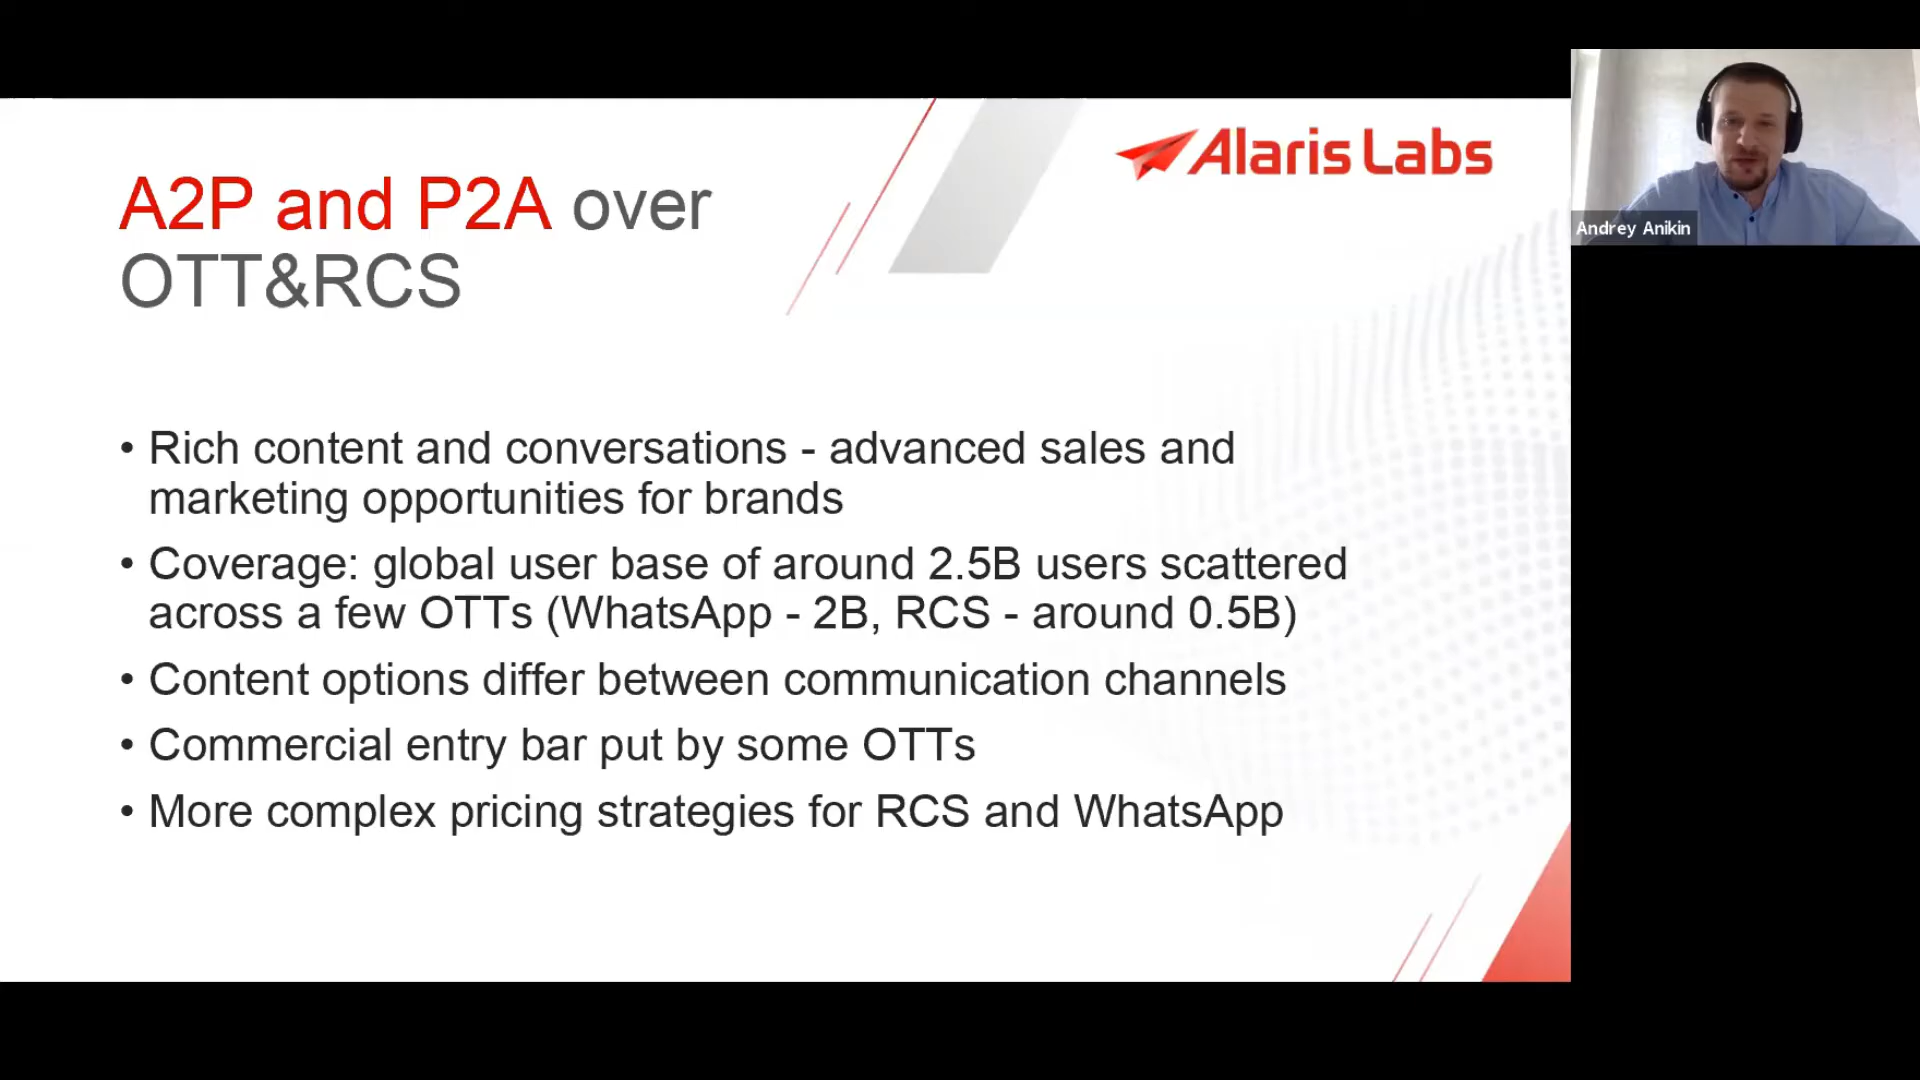 Alaris Labs
A2P and P2A over
OTT&RCS
• Rich content and conversations - advanced sales and
marketing opportunities for brands
• Coverage: global user base of around 2.5B users scattered
across a few OTTs (WhatsApp - 2B, RCS - around 0.5B)
• Content options differ between communication channels
• Commercial entry bar put by some OTTs
• More complex pricing strategies for RCS and WhatsApp
Andrey Anikin